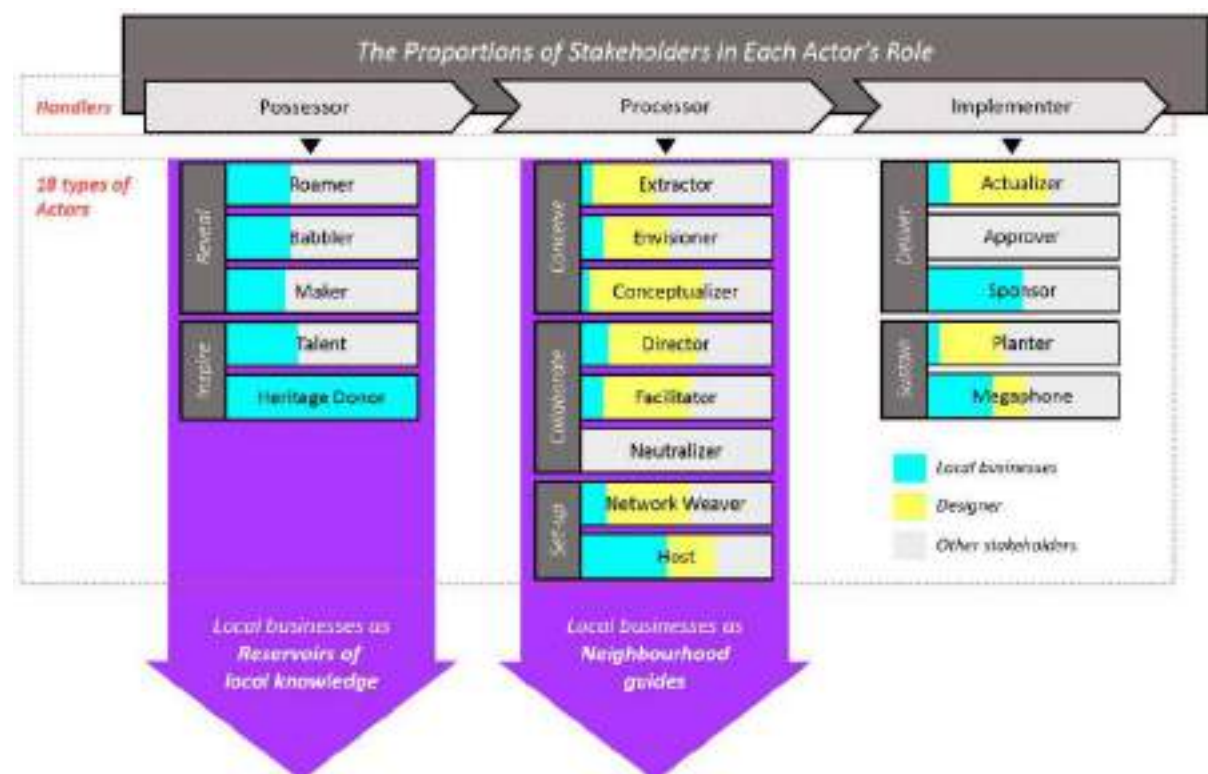 The Proportions of Stakeholders in Each Actor's Role
Handlers
Possessor
Processor
Implementer
18 types of
Actors
Reveal
Roamer
Babbler
Maker
Inspire
Talent
Heritage Donor
Conceive
Extractor
Envisioner
Conceptualizer
Collaborate
Director
Facilitator
Neutralizer
Set-up
Network Weaver
Host
Deliver
Actualizer
Approver
Sponsor
Sustain
Planter
Megaphone
Local businesses
Designer
Other stakeholders
Local businesses as
Reservoirs of
local knowledge
Local businesses as
Neighbourhood
guides